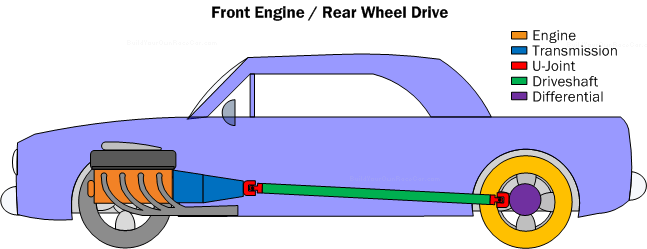 Front Engine / Rear Wheel Drive
Engine
Transmission
U-Joint
Driveshaft
Differential